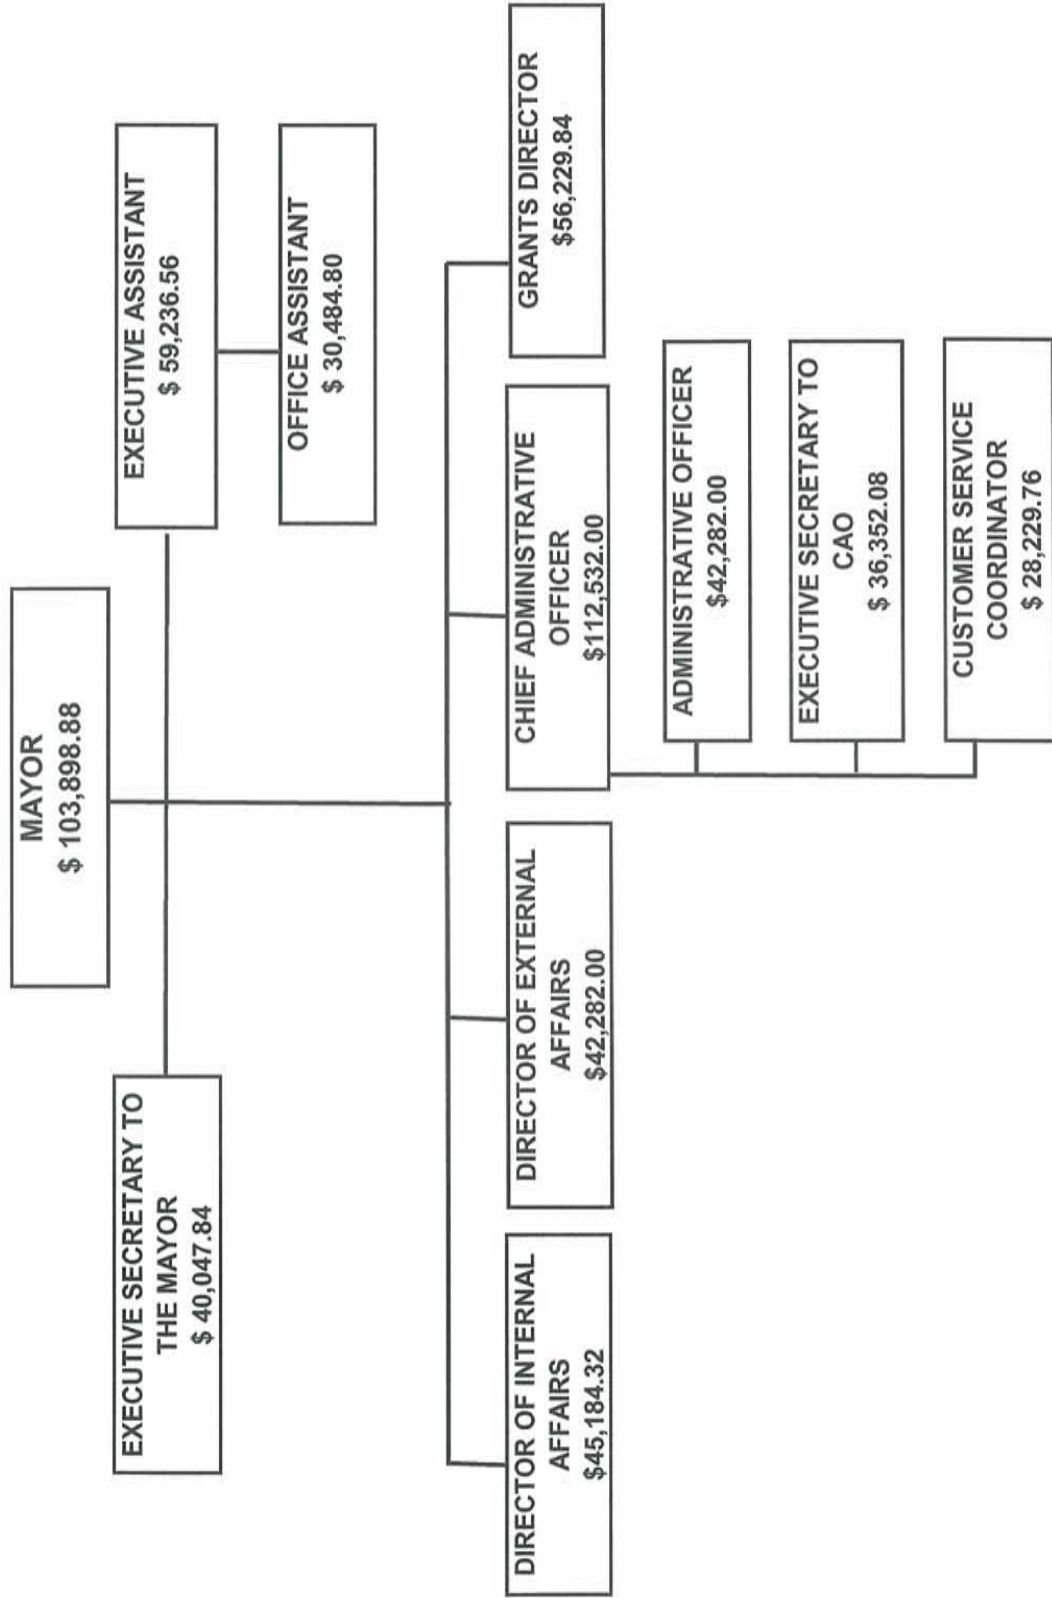 MAYOR
$ 103,898.88
EXECUTIVE SECRETARY TO
THE MAYOR
$ 40,047.84
EXECUTIVE ASSISTANT
$ 59,236.56
OFFICE ASSISTANT
$ 30,484.80
DIRECTOR OF INTERNAL
AFFAIRS
$45,184.32
DIRECTOR OF EXTERNAL
AFFAIRS
$42,282.00
CHIEF ADMINISTRATIVE
OFFICER
$112,532.00
GRANTS DIRECTOR
$56,229.84
ADMINISTRATIVE OFFICER
$42,282.00
EXECUTIVE SECRETARY TO
CAO
$ 36,352.08
CUSTOMER SERVICE
COORDINATOR
$ 28,229.76